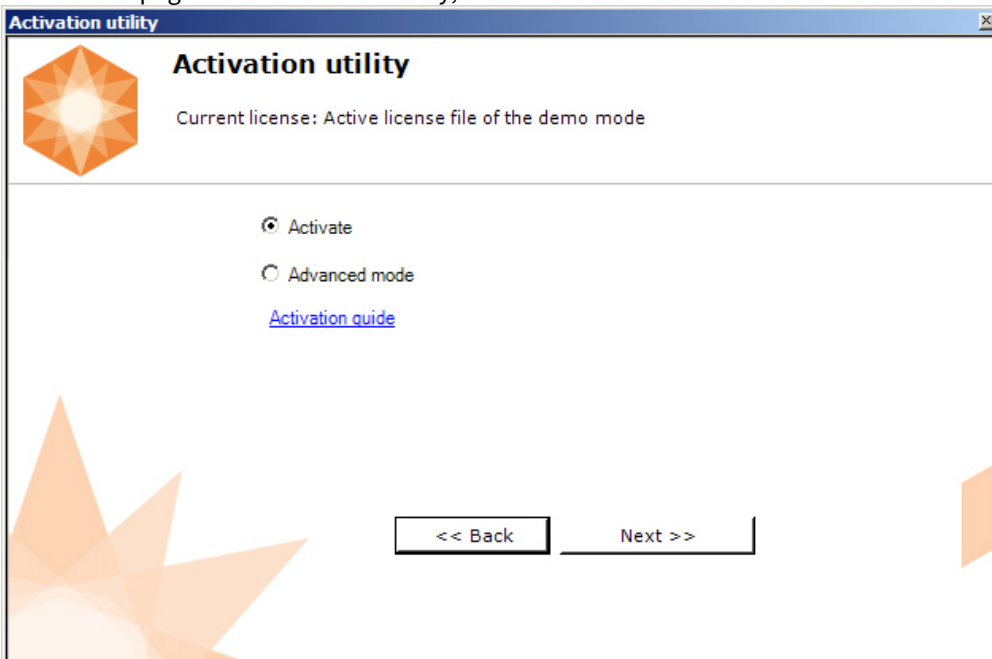 Activation utility
Activation utility
Current license: Active license file of the demo mode
Activate
Advanced mode
Activation guide
<< Back
Next >>